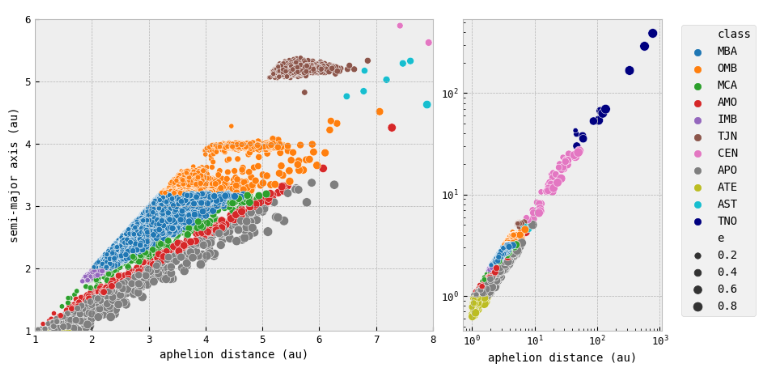 6
5
4
3
2
1
semi-major axis (au)
1 2 3 4 5 6 7 8
aphelion distance (au)
10²
10¹
10⁰
10⁰ 10¹ 10² 10³
aphelion distance (au)
class
MBA
OMB
MCA
AMO
IMB
TJN
CEN
APO
ATE
AST
TNO
e
0.2
0.4
0.6
0.8